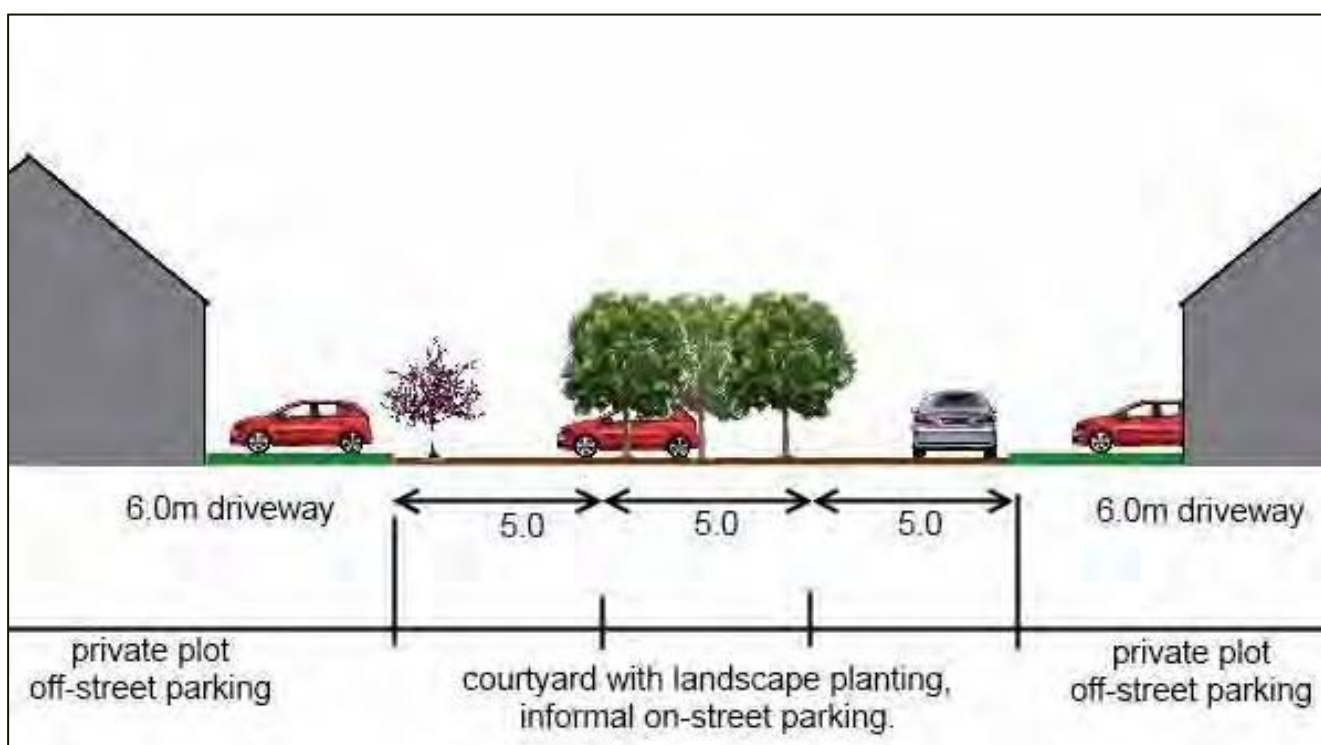 6.0m driveway
5.0
5.0
5.0
6.0m driveway
private plot
off-street parking
courtyard with landscape planting,
informal on-street parking.
private plot
off-street parking